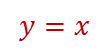 y = x